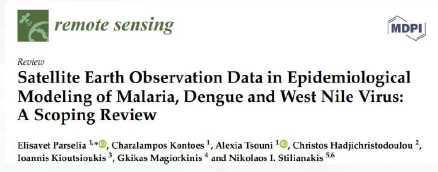 remote sensing
MDPI
Review
Satellite Earth Observation Data in Epidemiological
Modeling of Malaria, Dengue and West Nile Virus:
A Scoping Review
Elisavet Parselia 1,*, Charalampos Kontoes 1, Alexia Tsouni 1, Christos Hadjichristodoulou 2,
Ioannis Kioutsioukis 3, Gkikas Magiorkinis 4 and Nikolaos I. Stilianakis 5,6